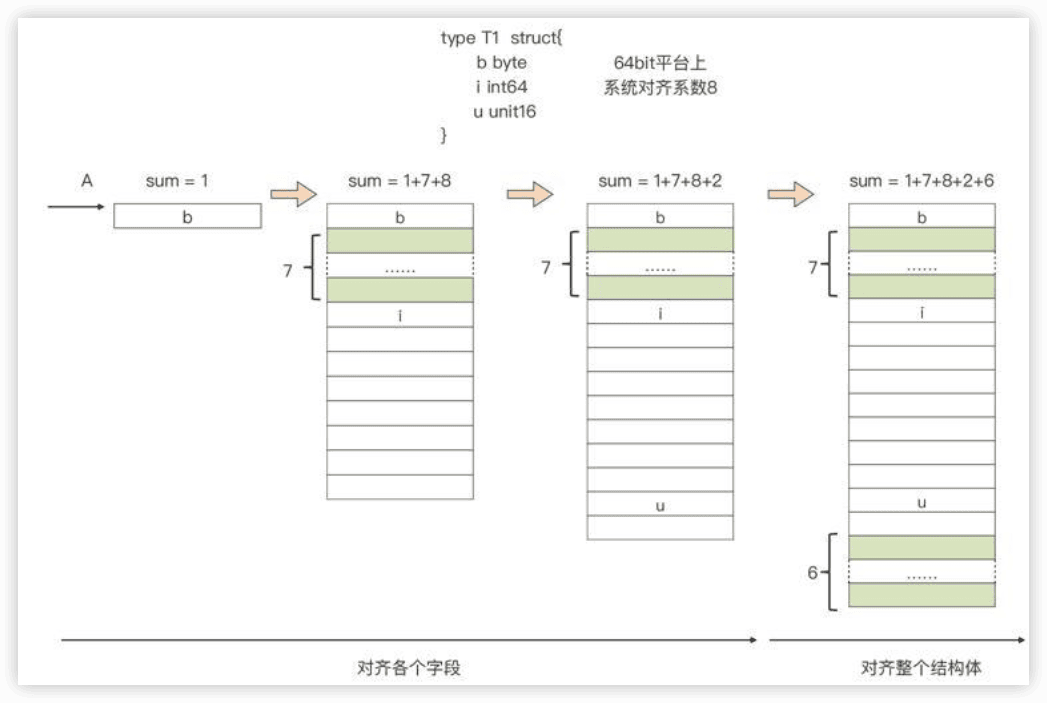 type T1 struct{
b byte
i int64
u unit16
}
64bit平台上
系统对齐系数8
A
sum = 1
b
sum = 1+7+8
b
7
......
i
sum = 1+7+8+2
b
7
......
i
u
sum = 1+7+8+2+6
b
7
......
i
u
6
......
对齐各个字段
对齐整个结构体